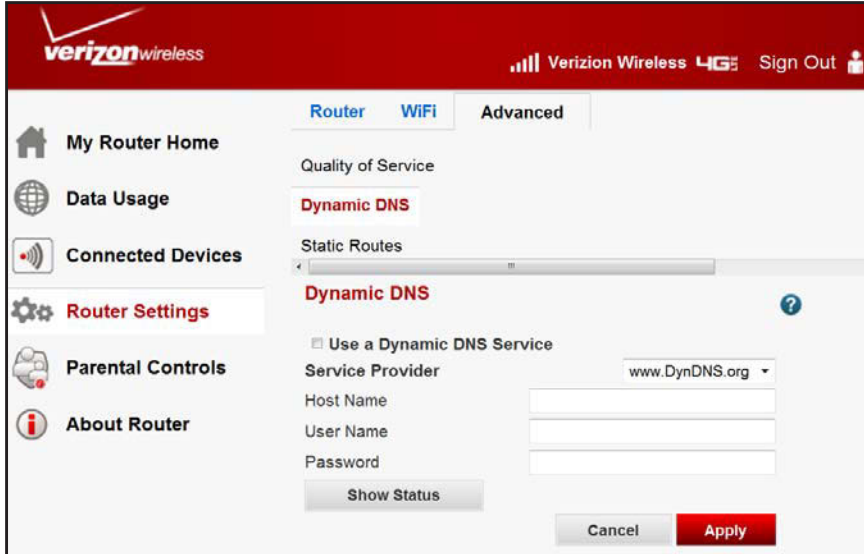 verizonwireless
Verizion Wireless 4G LTE Sign Out
My Router Home
Data Usage
Connected Devices
Router Settings
Parental Controls
About Router
Router WiFi Advanced
Quality of Service
Dynamic DNS
Static Routes
Dynamic DNS
?
Use a Dynamic DNS Service
Service Provider www.DynDNS.org
Host Name
User Name
Password
Show Status
Cancel Apply